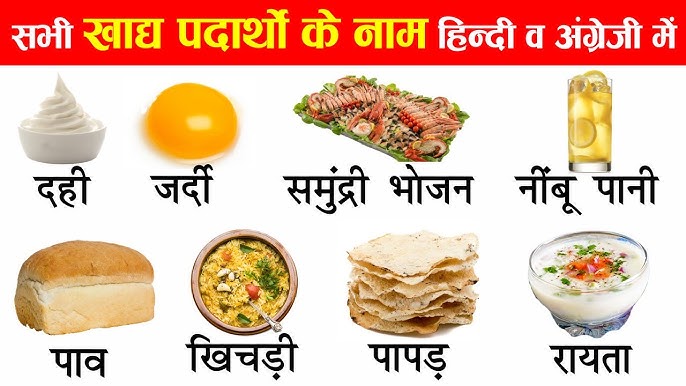 सभी खाद्य पदार्थो के नाम हिन्दी व अंग्रेजी में
दही जर्दी समुंद्री भोजन नींबू पानी
पाव खिचड़ी पापड़ रायता